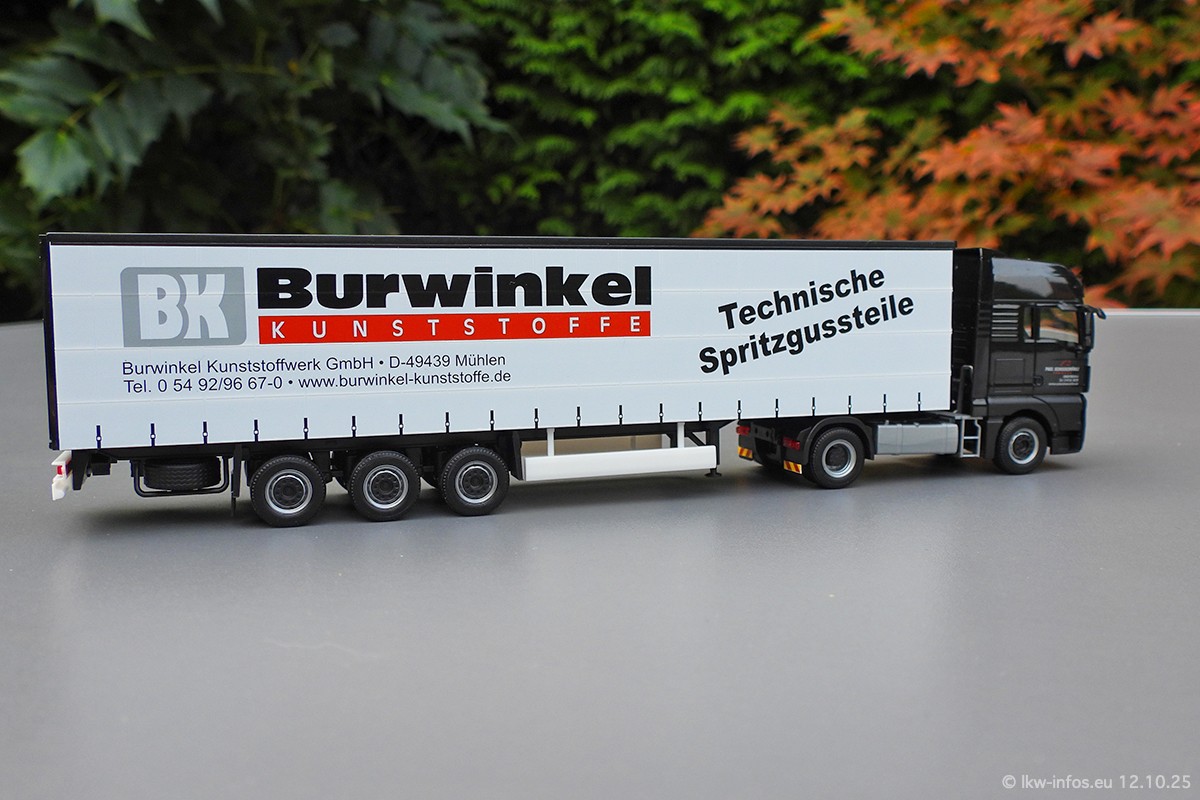 BK
Burwinkel
KUNSTSTOFFE
Burwinkel Kunststoffwerk GmbH • D-49439 Mühlen
Tel. 0 54 92/96 67-0 • www.burwinkel-kunststoffe.de
Technische
Spritzgussteile
© lkw-infos.eu 12.10.25